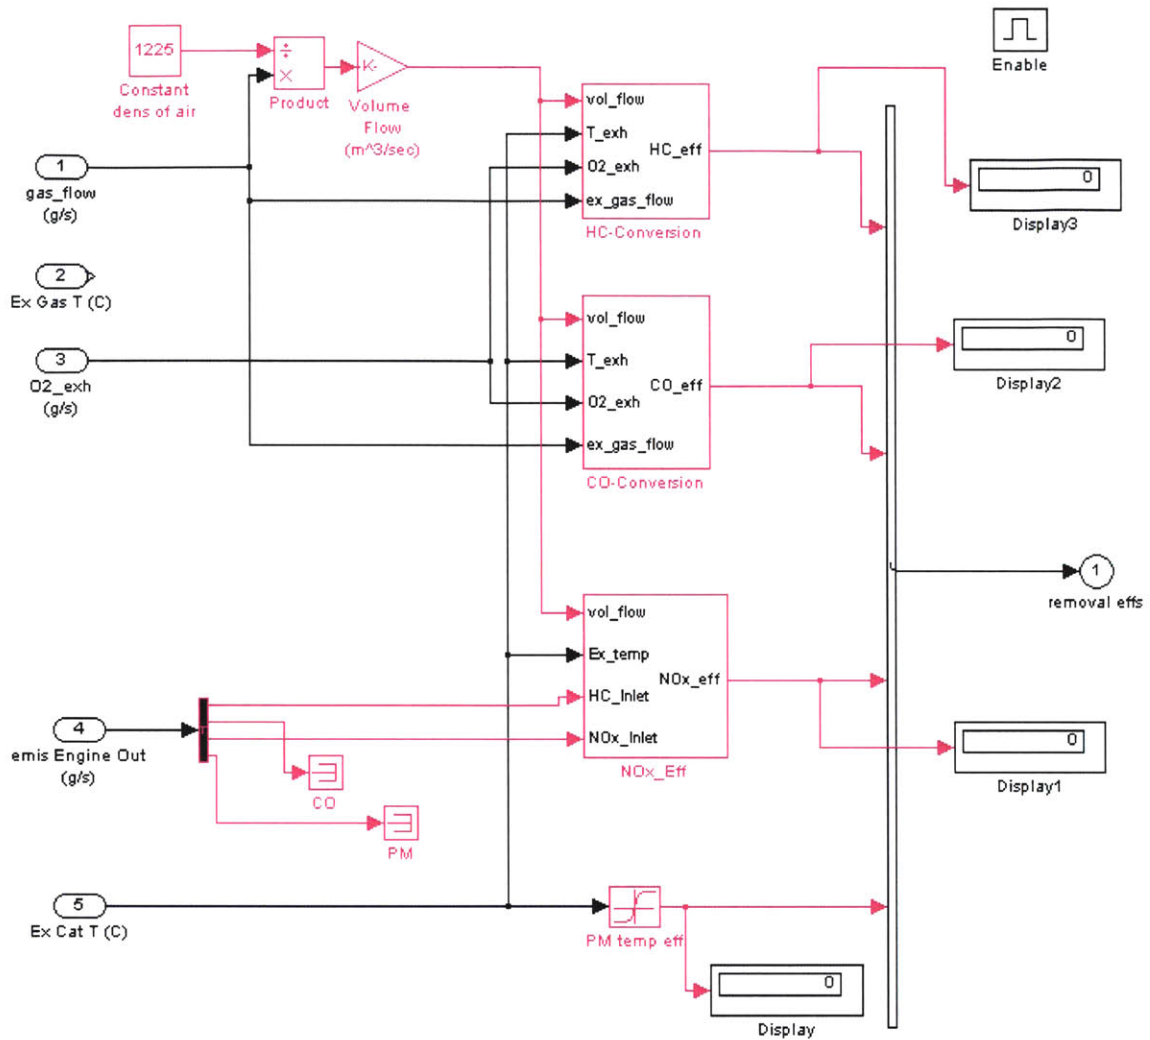 1225
Constant
dens of air
÷
×
Product
K-
Volume
Flow
(m^3/sec)
Enable
1
gas_flow
(g/s)
2
Ex Gas T (C)
3
O2_exh
(g/s)
vol_flow
T_exh
O2_exh
ex_gas_flow
HC_eff
HC-Conversion
0
Display3
vol_flow
T_exh
O2_exh
ex_gas_flow
CO_eff
CO-Conversion
0
Display2
1
removal effs
vol_flow
Ex_temp
HC_Inlet
NOx_Inlet
NOx_eff
NOx_Eff
0
Display1
4
emis Engine Out
(g/s)
CO
PM
5
Ex Cat T (C)
PM temp eff
0
Display